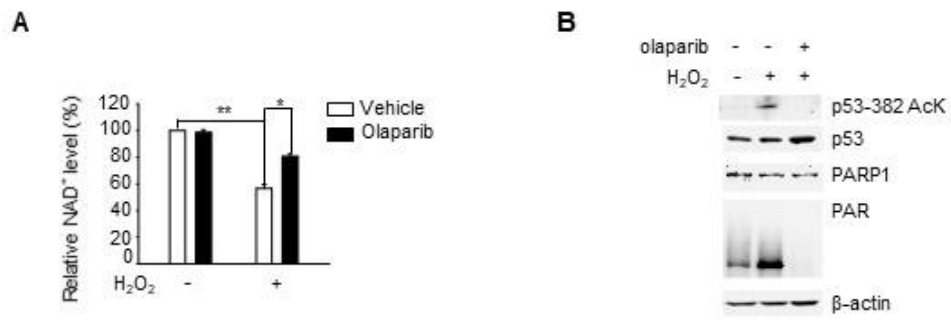 A
Relative NAD⁺ level (%)
120
100
80
60
40
20
0
** *
Vehicle
Olaparib
H₂O₂ - +
B
olaparib - - +
H₂O₂ - + +
p53-382 AcK
p53
PARP1
PAR
β-actin